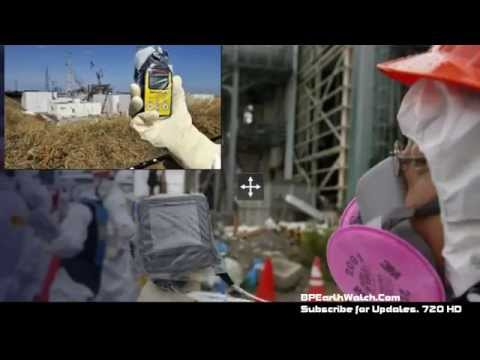 BPEarthWatch.Com
Subscribe for Updates. 720 HD